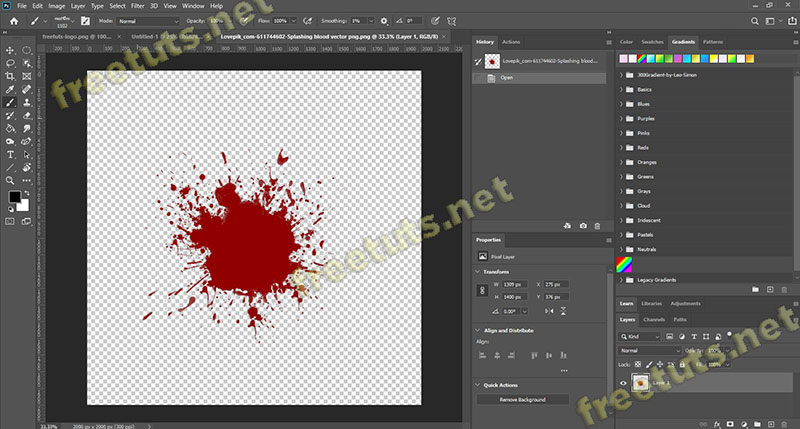 File Edit Image Layer Type Select Filter 3D View Window Help
1102
Mode: Normal Opacity: 100% Flow: 100% Smoothing: 1% 0°
freetuts-logo.png @ 100...
Untitled-1
Lovepik_com-611744602-Splashing blood vector png.png @ 33.3% (Layer 1, RGB/8)
History Actions
Lovepik_com-611744602-Splashing blood...
Open
Color Swatches Gradients Patterns
300Gradient-by-Leo-Simon
Basics
Blues
Purples
Pinks
Reds
Oranges
Greens
Grays
Cloud
Iridescent
Pastels
Neutrals
Legacy Gradients
Properties
Pixel Layer
Transform
W 1309 px X 275 px
H 1400 px Y 376 px
0.00°
Align and Distribute
Align:
Quick Actions
Remove Background
Learn Libraries Adjustments
Layers Channels Paths
Kind
Normal
Lock: Fill: 100%
33.33% 2000 px x 2000 px (300 ppi)
freetuts.net
freetuts.net
freetuts.net